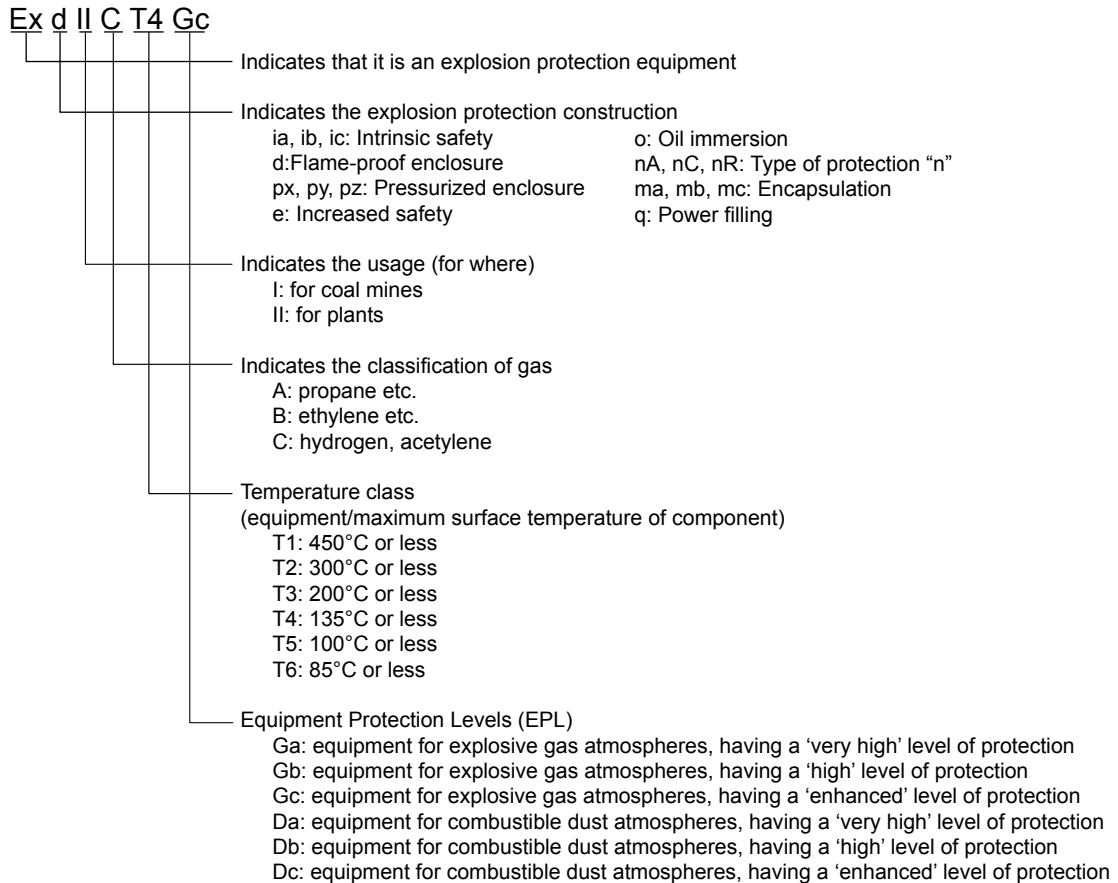 Ex d II C T4 Gc
Indicates that it is an explosion protection equipment
Indicates the explosion protection construction
ia, ib, ic: Intrinsic safety
o: Oil immersion
d:Flame-proof enclosure
nA, nC, nR: Type of protection “n”
px, py, pz: Pressurized enclosure
ma, mb, mc: Encapsulation
e: Increased safety
q: Power filling
Indicates the usage (for where)
I: for coal mines
II: for plants
Indicates the classification of gas
A: propane etc.
B: ethylene etc.
C: hydrogen, acetylene
Temperature class
(equipment/maximum surface temperature of component)
T1: 450°C or less
T2: 300°C or less
T3: 200°C or less
T4: 135°C or less
T5: 100°C or less
T6: 85°C or less
Equipment Protection Levels (EPL)
Ga: equipment for explosive gas atmospheres, having a ‘very high’ level of protection
Gb: equipment for explosive gas atmospheres, having a ‘high’ level of protection
Gc: equipment for explosive gas atmospheres, having a ‘enhanced’ level of protection
Da: equipment for combustible dust atmospheres, having a ‘very high’ level of protection
Db: equipment for combustible dust atmospheres, having a ‘high’ level of protection
Dc: equipment for combustible dust atmospheres, having a ‘enhanced’ level of protection